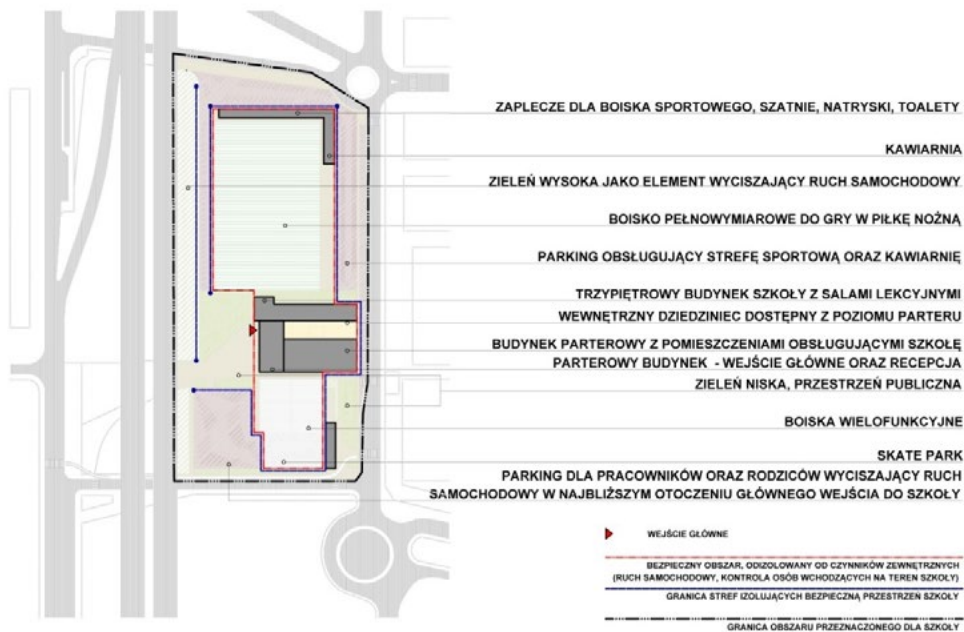 ZAPLECZE DLA BOISKA SPORTOWEGO, SZATNIE, NATRYSKI, TOALETY
KAWIARNIA
ZIELEŃ WYSOKA JAKO ELEMENT WYCISZAJĄCY RUCH SAMOCHODOWY
BOISKO PEŁNOWYMIAROWE DO GRY W PIŁKĘ NOŻNĄ
PARKING OBSŁUGUJĄCY STREFĘ SPORTOWĄ ORAZ KAWIARNIĘ
TRZYPIĘTROWY BUDYNEK SZKOŁY Z SALAMI LEKCYJNYMI
WEWNĘTRZNY DZIEDZINIEC DOSTĘPNY Z POZIOMU PARTERU
BUDYNEK PARTEROWY Z POMIESZCZENIAMI OBSŁUGUJĄCYMI SZKOŁĘ
PARTEROWY BUDYNEK - WEJŚCIE GŁÓWNE ORAZ RECEPCJA
ZIELEŃ NISKA, PRZESTRZEŃ PUBLICZNA
BOISKA WIELOFUNKCYJNE
SKATE PARK
PARKING DLA PRACOWNIKÓW ORAZ RODZICÓW WYCISZAJĄCY RUCH
SAMOCHODOWY W NAJBLIŻSZYM OTOCZENIU GŁÓWNEGO WEJŚCIA DO SZKOŁY
WEJŚCIE GŁÓWNE
BEZPIECZNY OBSZAR, ODIZOLOWANY OD CZYNNIKÓW ZEWNĘTRZNYCH
(RUCH SAMOCHODOWY, KONTROLA OSÓB WCHODZĄCYCH NA TEREN SZKOŁY)
GRANICA STREF IZOLUJĄCYCH BEZPIECZNĄ PRZESTRZEŃ SZKOŁY
GRANICA OBSZARU PRZEZNACZONEGO DLA SZKOŁY